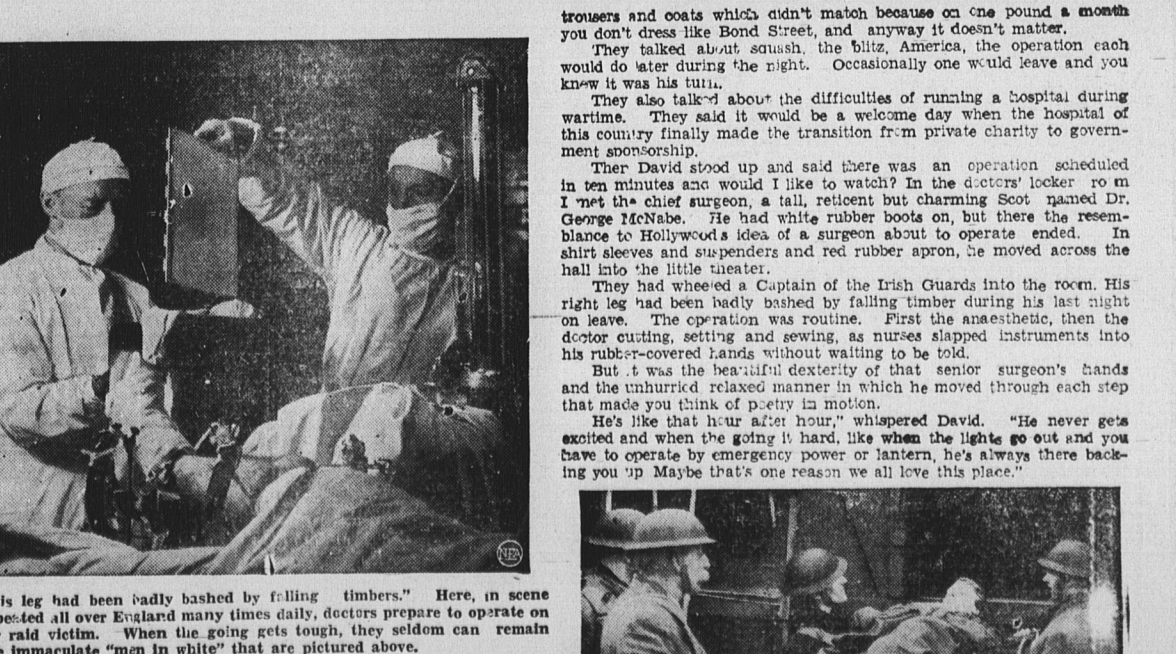 trousers and coats which didn't match because on one pound a month
you don't dress like Bond Street, and anyway it doesn't matter.
They talked about squash, the blitz, America, the operation each
would do later during the night. Occasionally one would leave and you
knew it was his turn.
They also talked about the difficulties of running a hospital during
wartime. They said it would be a welcome day when the hospital of
this country finally made the transition from private charity to govern-
ment sponsorship.
Ther David stood up and said there was an operation scheduled
in ten minutes and would I like to watch? In the doctors' locker room
I met the chief surgeon, a tall, reticent but charming Scot named Dr.
George McNabe. He had white rubber boots on, but there the resem-
blance to Hollywood's idea of a surgeon about to operate ended. In
shirt sleeves and suspenders and red rubber apron, he moved across the
hall into the little theater.
They had wheeled a Captain of the Irish Guards into the room. His
right leg had been badly bashed by falling timber during his last night
on leave. The operation was routine. First the anaesthetic, then the
doctor cutting, setting and sewing, as nurses slapped instruments into
his rubber-covered hands without waiting to be told.
But it was the beautiful dexterity of that senior surgeon's hands
and the unhurried relaxed manner in which he moved through each step
that made you think of poetry in motion.
He's like that hour after hour," whispered David. "He never gets
excited and when the going it hard, like when the lights go out and you
have to operate by emergency power or lantern, he's always there back-
ing you up Maybe that's one reason we all love this place."
NEA
is leg had been badly bashed by falling timbers." Here, in scene
peated all over England many times daily, doctors prepare to operate on
raid victim. When the going gets tough, they seldom can remain
immaculate "men in white" that are pictured above.